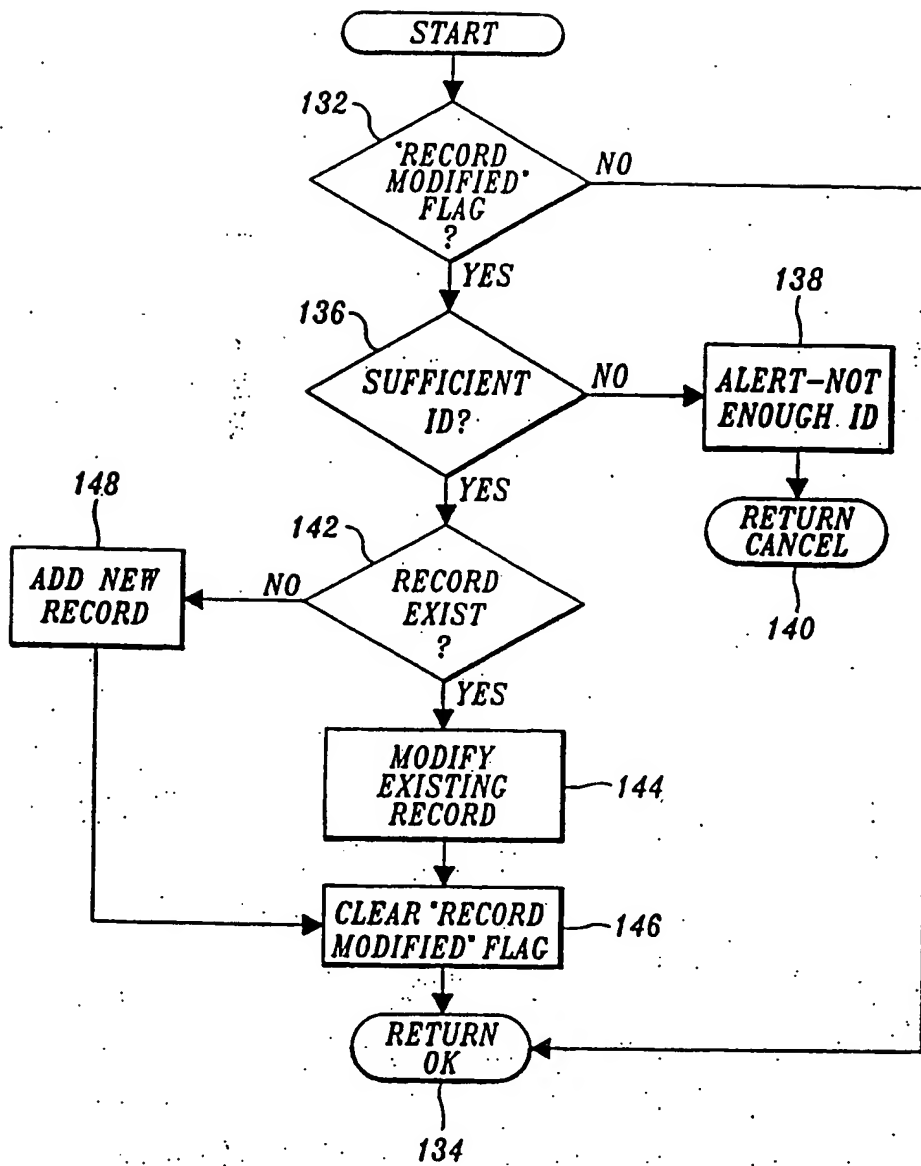 START
132
"RECORD
MODIFIED"
FLAG
?
NO
YES
136
SUFFICIENT
ID?
NO
138
ALERT-NOT
ENOUGH ID
YES
RETURN
CANCEL
140
142
RECORD
EXIST
?
NO
148
ADD NEW
RECORD
YES
MODIFY
EXISTING
RECORD
144
CLEAR "RECORD
MODIFIED" FLAG
146
RETURN
OK
134